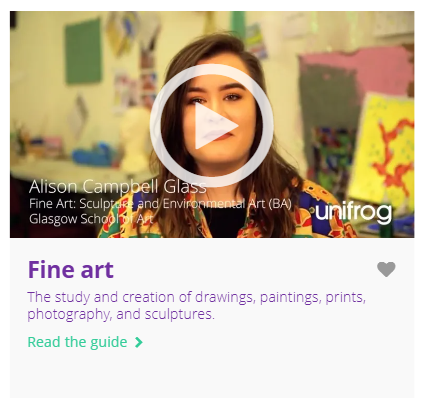 Alison Campbell Glass
Fine Art: Sculpture and Environmental Art (BA)
Glasgow School of Art
unifrog
Fine art
The study and creation of drawings, paintings, prints,
photography, and sculptures.
Read the guide